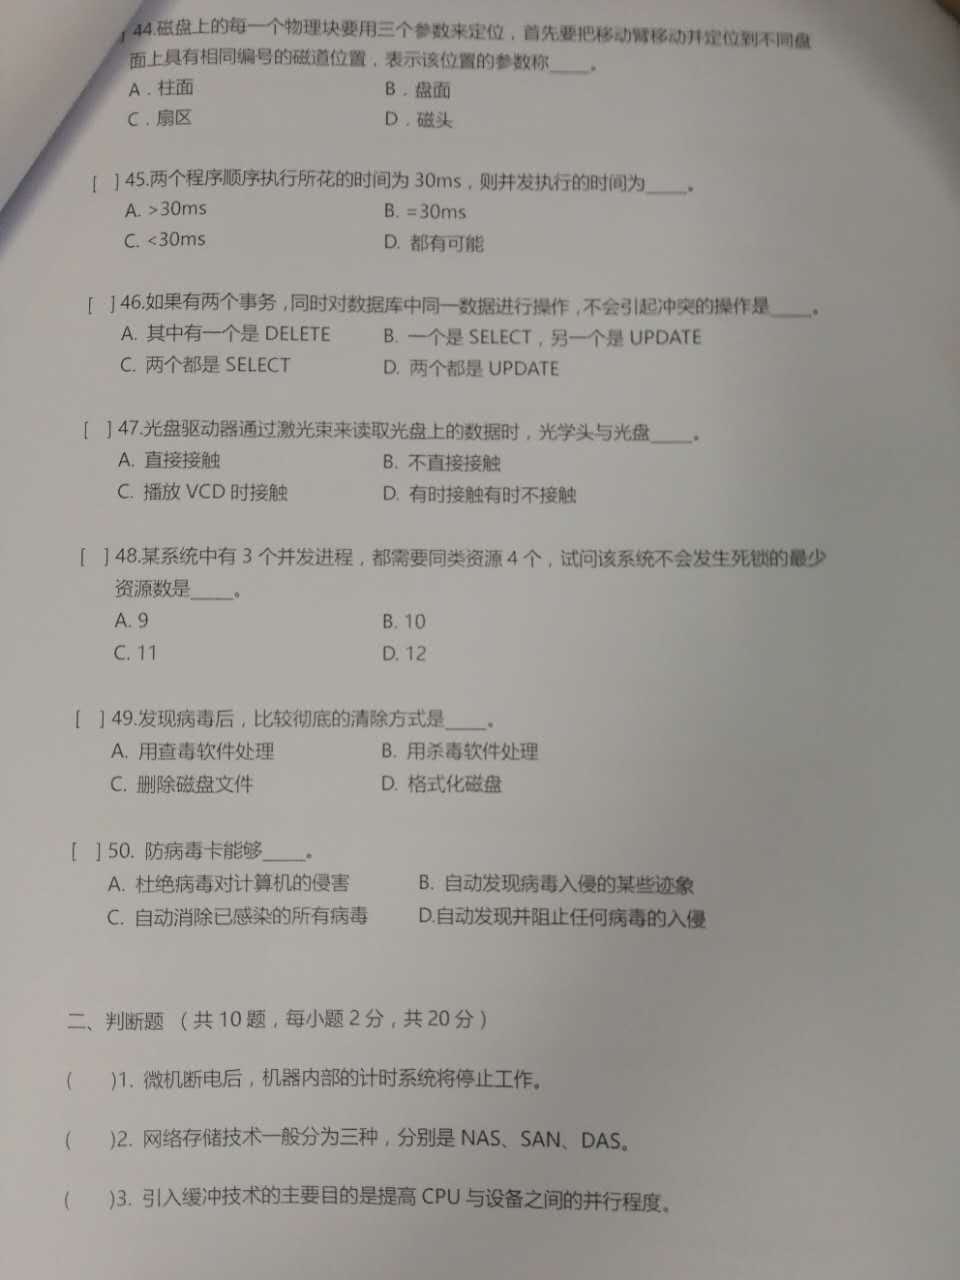 44.磁盘上的每一个物理块要用三个参数来定位，首先要把移动臂移动并定位到不同盘
面上具有相同编号的磁道位置，表示该位置的参数称____。
A．柱面 B．盘面
C．扇区 D．磁头
[ ] 45.两个程序顺序执行所花的时间为 30ms，则并发执行的时间为____。
A. >30ms B. =30ms
C. <30ms D. 都有可能
[ ] 46.如果有两个事务，同时对数据库中同一数据进行操作，不会引起冲突的操作是____。
A. 其中有一个是 DELETE B. 一个是 SELECT，另一个是 UPDATE
C. 两个都是 SELECT D. 两个都是 UPDATE
[ ] 47.光盘驱动器通过激光束来读取光盘上的数据时，光学头与光盘____。
A. 直接接触 B. 不直接接触
C. 播放 VCD 时接触 D. 有时接触有时不接触
[ ] 48.某系统中有 3 个并发进程，都需要同类资源 4 个，试问该系统不会发生死锁的最少
资源数是____。
A. 9 B. 10
C. 11 D. 12
[ ] 49.发现病毒后，比较彻底的清除方式是____。
A. 用查毒软件处理 B. 用杀毒软件处理
C. 删除磁盘文件 D. 格式化磁盘
[ ] 50. 防病毒卡能够____。
A. 杜绝病毒对计算机的侵害 B. 自动发现病毒入侵的某些迹象
C. 自动消除已感染的所有病毒 D.自动发现并阻止任何病毒的入侵
二、判断题 （共 10 题，每小题 2 分，共 20 分）
( )1. 微机断电后，机器内部的计时系统将停止工作。
( )2. 网络存储技术一般分为三种，分别是 NAS、SAN、DAS。
( )3. 引入缓冲技术的主要目的是提高 CPU 与设备之间的并行程度。